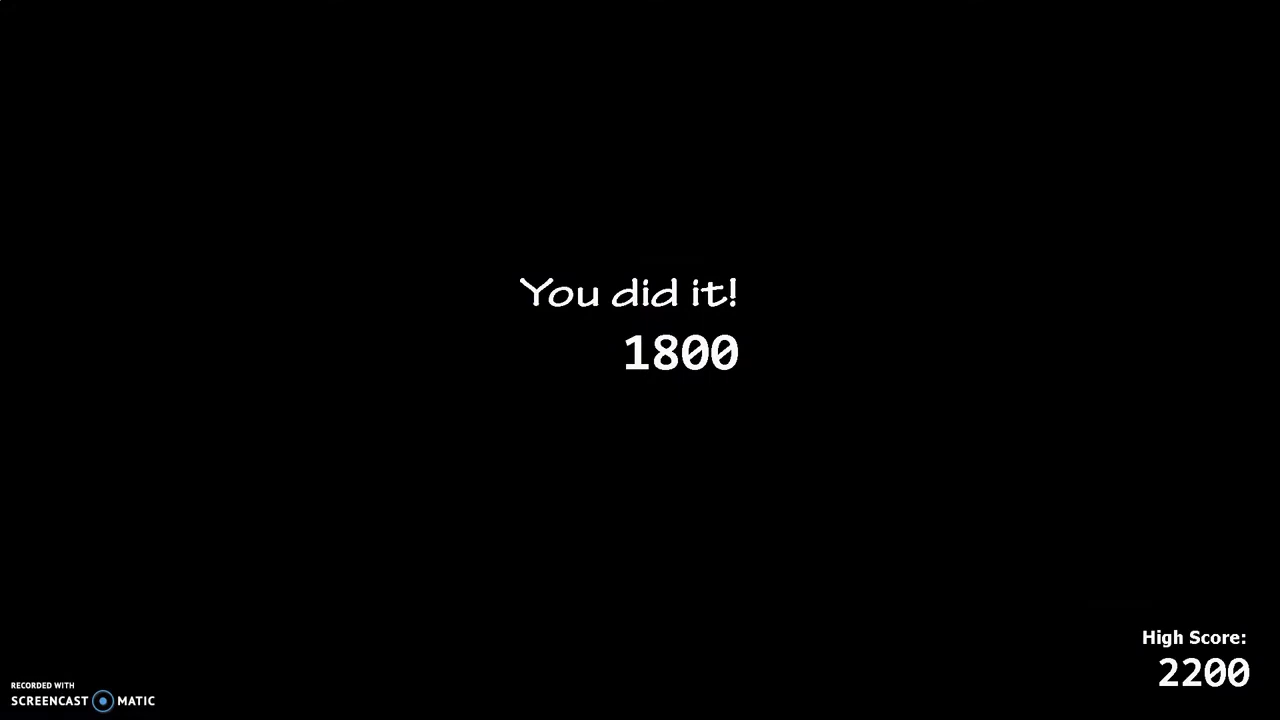 You did it!
1800
High Score:
2200
RECORDED WITH
SCREENCAST MATIC